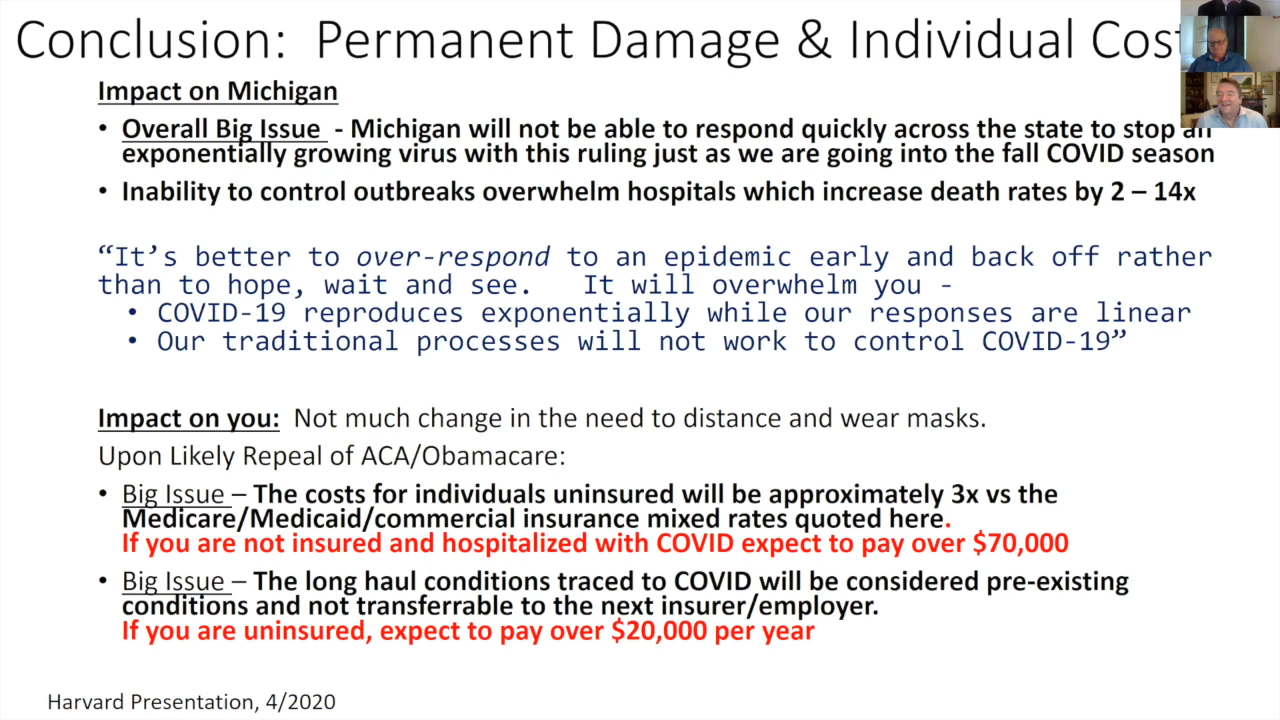 Conclusion: Permanent Damage & Individual Cost
Impact on Michigan
• Overall Big Issue - Michigan will not be able to respond quickly across the state to stop an
exponentially growing virus with this ruling just as we are going into the fall COVID season
• Inability to control outbreaks overwhelm hospitals which increase death rates by 2 – 14x
“It’s better to over-respond to an epidemic early and back off rather
than to hope, wait and see. It will overwhelm you -
• COVID-19 reproduces exponentially while our responses are linear
• Our traditional processes will not work to control COVID-19”
Impact on you: Not much change in the need to distance and wear masks.
Upon Likely Repeal of ACA/Obamacare:
• Big Issue – The costs for individuals uninsured will be approximately 3x vs the
Medicare/Medicaid/commercial insurance mixed rates quoted here.
If you are not insured and hospitalized with COVID expect to pay over $70,000
• Big Issue – The long haul conditions traced to COVID will be considered pre-existing
conditions and not transferrable to the next insurer/employer.
If you are uninsured, expect to pay over $20,000 per year
Harvard Presentation, 4/2020